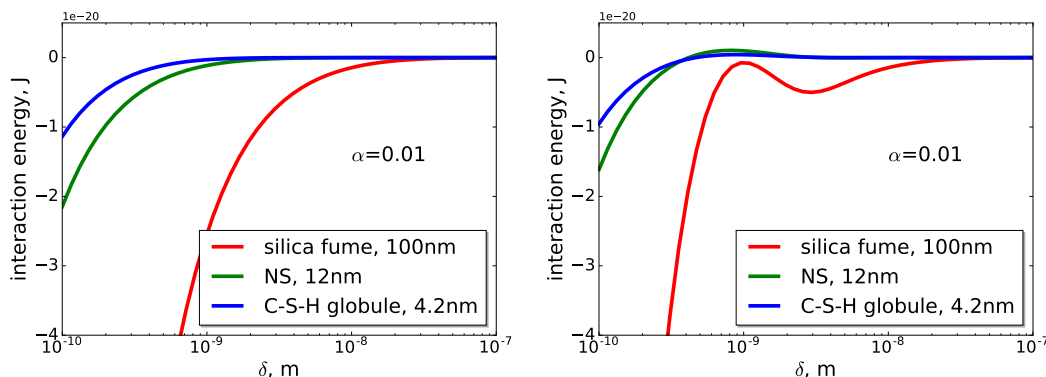 1e−20
0
−1
−2
−3
−4
interaction energy, J
α=0.01
silica fume, 100nm
NS, 12nm
C-S-H globule, 4.2nm
10⁻¹⁰ 10⁻⁹ 10⁻⁸ 10⁻⁷
δ, m
1e−20
0
−1
−2
−3
−4
interaction energy, J
α=0.01
silica fume, 100nm
NS, 12nm
C-S-H globule, 4.2nm
10⁻¹⁰ 10⁻⁹ 10⁻⁸ 10⁻⁷
δ, m